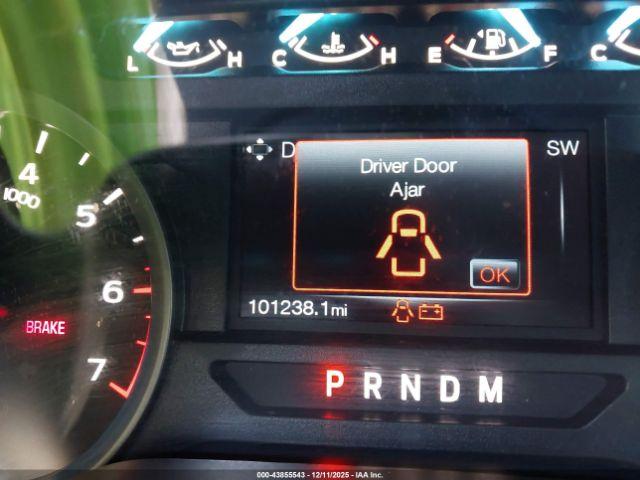 L H C H E F C
D
SW
Driver Door
Ajar
OK
4
5
6
7
1000
BRAKE
101238.1mi
PRNDM
000-43855543 - 12/11/2025 - IAA Inc.